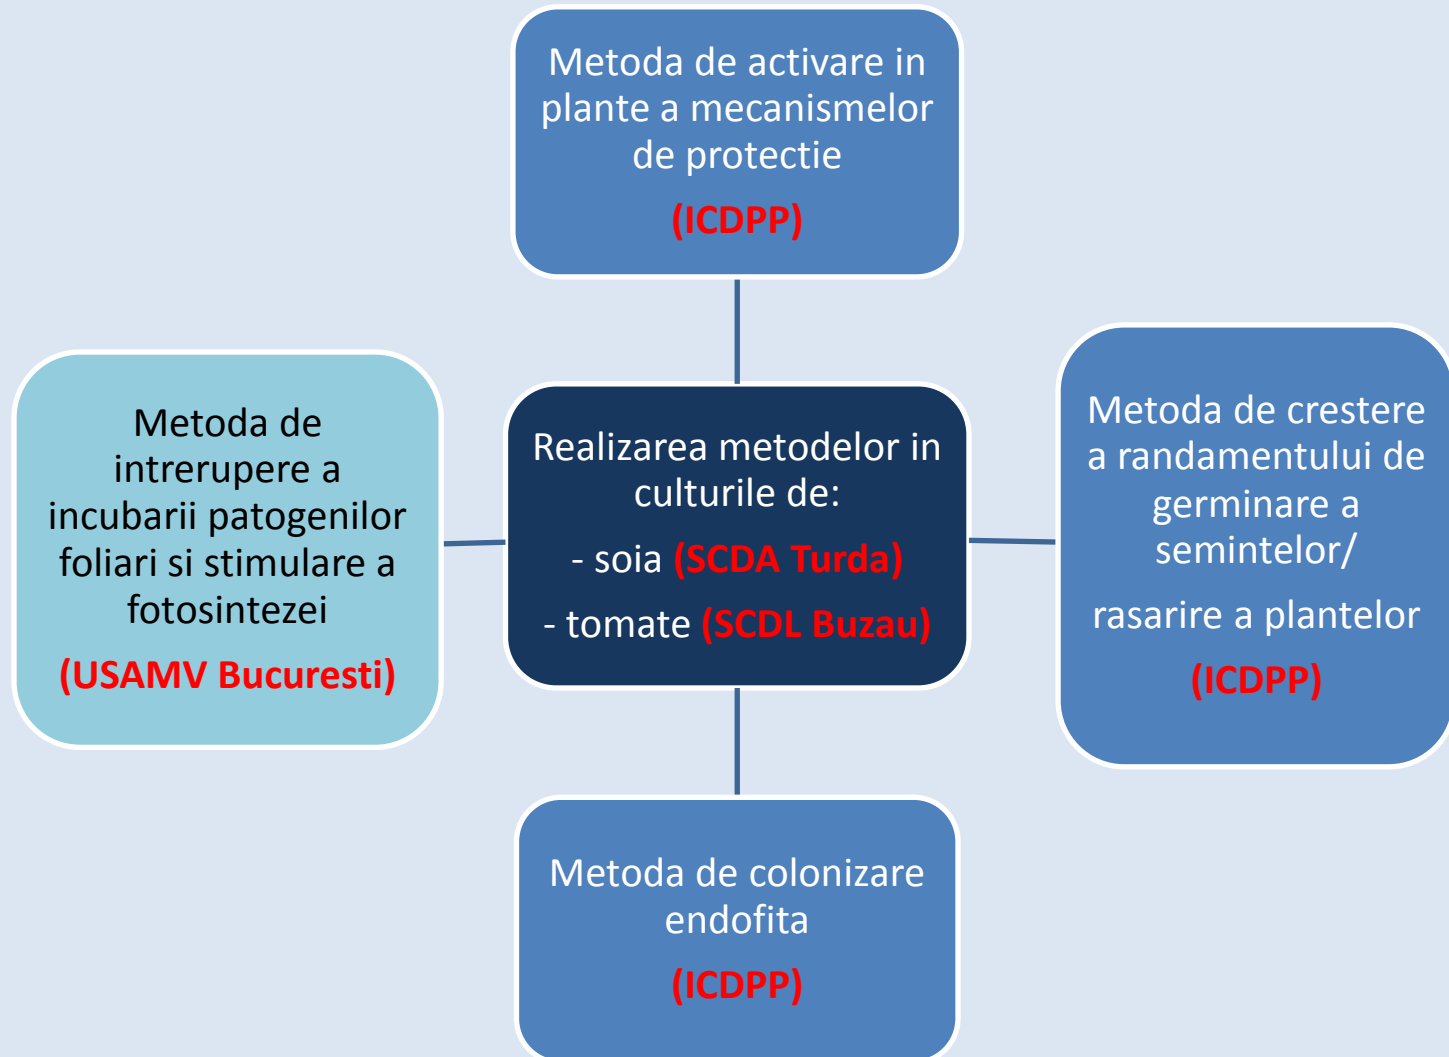 Metoda de activare in
plante a mecanismelor
de protectie
(ICDPP)
Metoda de
intrerupere a
incubarii patogenilor
foliari si stimulare a
fotosintezei
(USAMV Bucuresti)
Realizarea metodelor in
culturile de:
- soia (SCDA Turda)
- tomate (SCDL Buzau)
Metoda de crestere
a randamentului de
germinare a
semintelor/
rasarire a plantelor
(ICDPP)
Metoda de colonizare
endofita
(ICDPP)